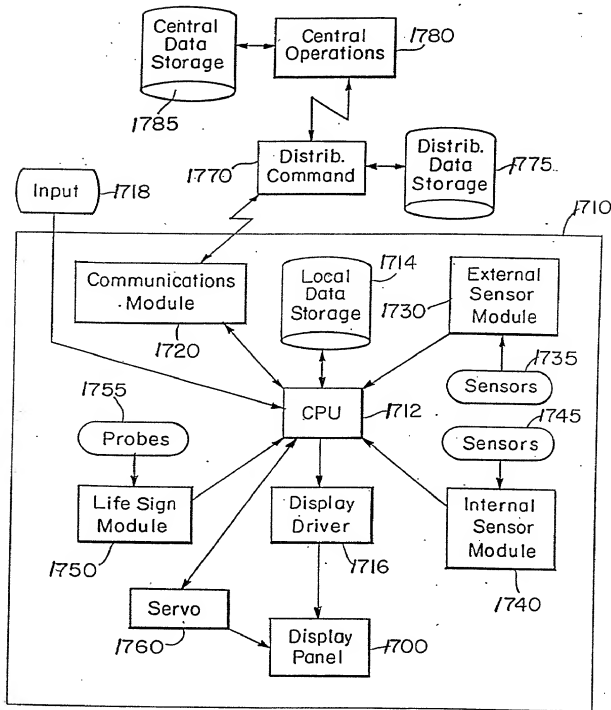 Central
Data
Storage
1785
Central
Operations
1780
1770
Distrib.
Command
Distrib.
Data
Storage
1775
Input
1718
1710
Communications
Module
1720
Local
Data
Storage
1714
1730
External
Sensor
Module
Sensors
1735
1755
Probes
CPU
1712
1745
Sensors
Life Sign
Module
1750
Display
Driver
1716
Internal
Sensor
Module
1740
Servo
1760
Display
Panel
1700